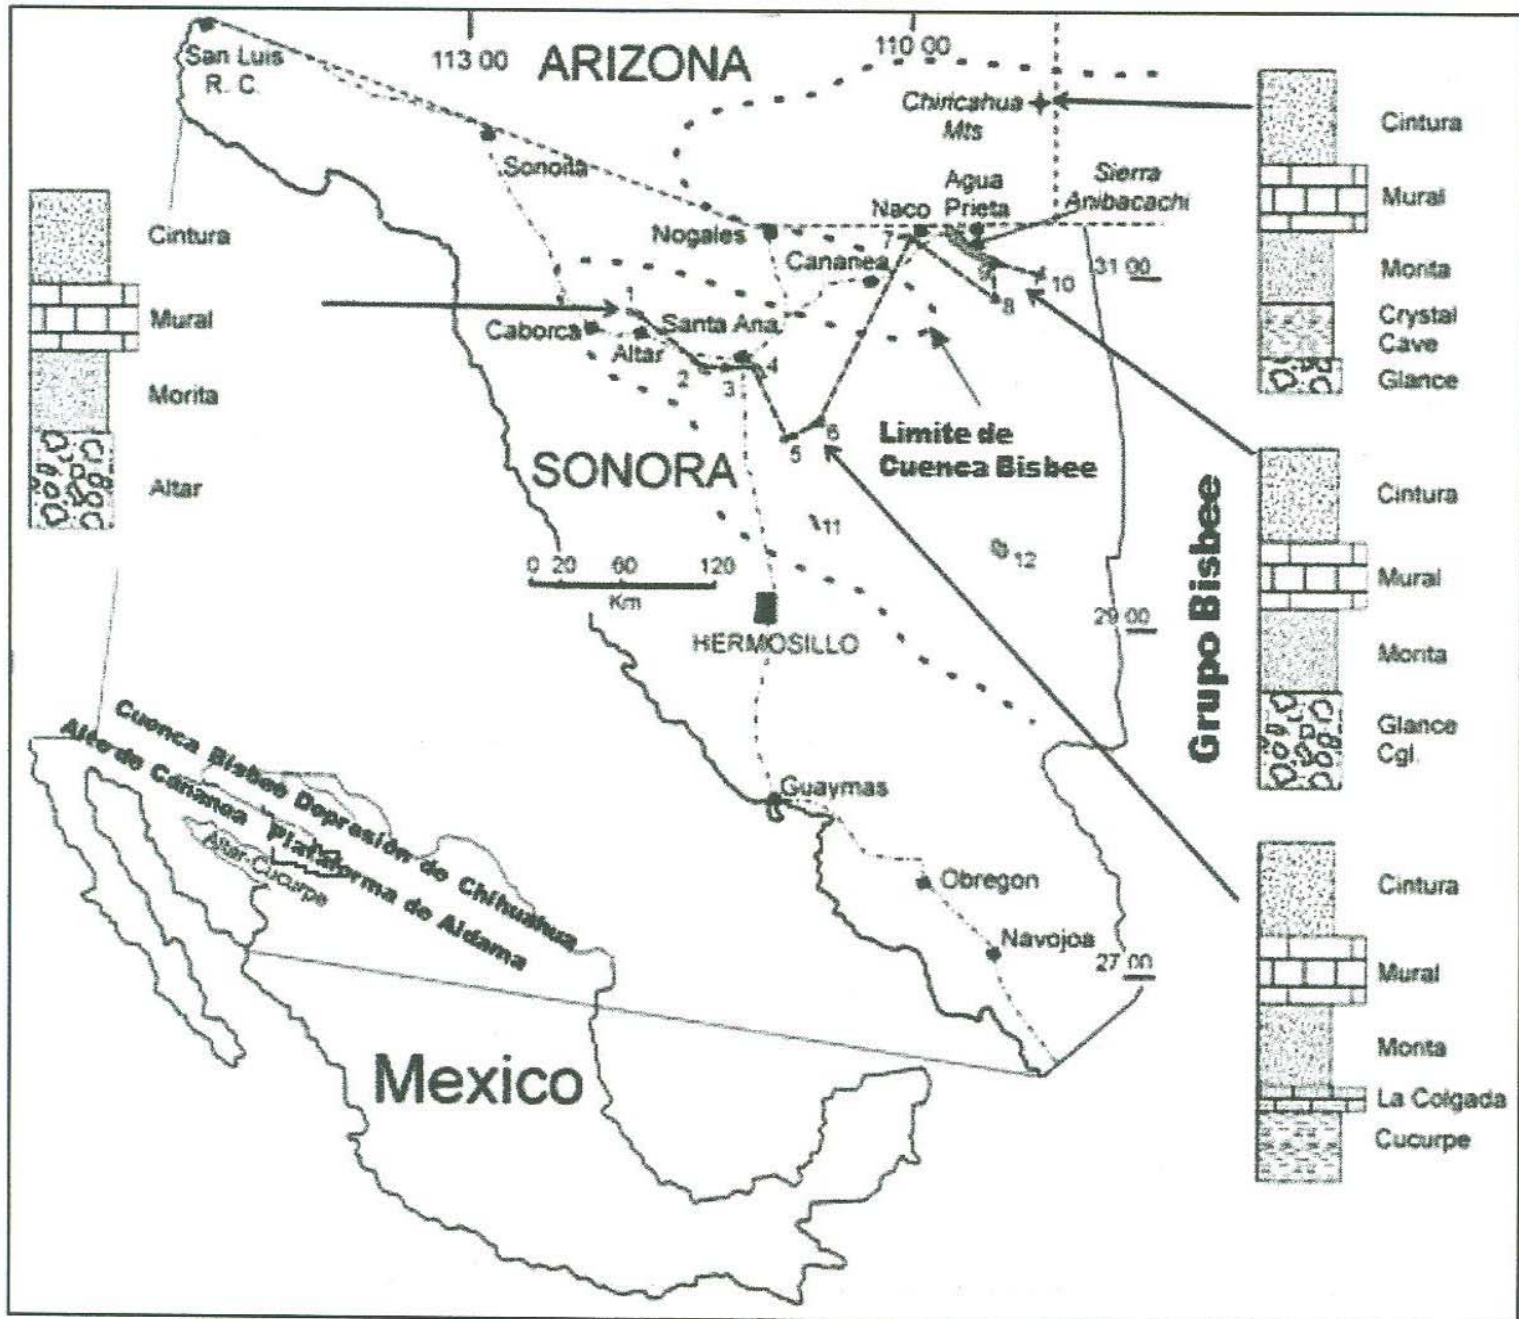 113 00
110 00
ARIZONA
San Luis
R. C.
Sonoita
Chiricahua
Mts
Agua
Prieta
Sierra
Anibacachi
Naco
Nogales
Cananea
7
8
10
31 00
1
Caborca
Altar
Santa Ana
2
3
4
5
6
SONORA
Limite de
Cuenca Bisbee
11
12
0 20 60 120
Km
HERMOSILLO
29 00
Guaymas
Obregon
Navojoa
27 00
Cintura
Mural
Morita
Altar
Cuenca Bisbee Depresión de Chihuahua
Alto de Cananea Plataforma de Aldama
Altar-Cucurpe
Mexico
Grupo Bisbee
Cintura
Mural
Morita
Crystal
Cave
Glance
Cintura
Mural
Morita
Glance
Cgl.
Cintura
Mural
Monta
La Colgada
Cucurpe